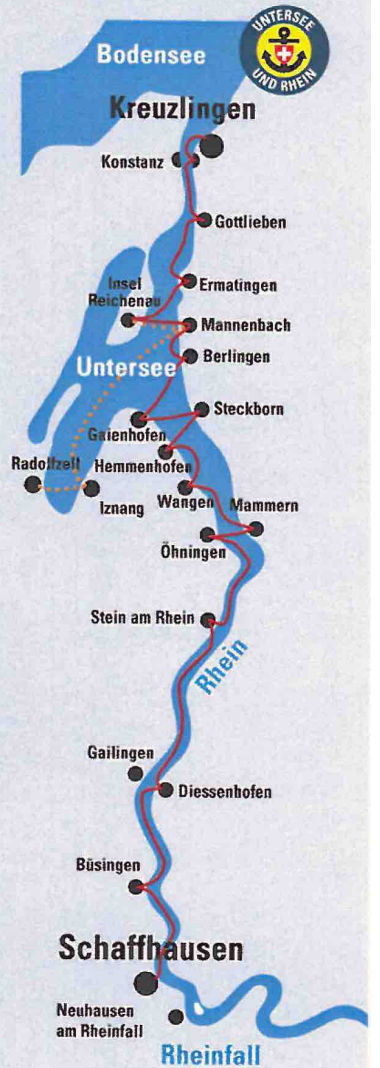 UNTERSEE
UND RHEIN
Bodensee
Kreuzlingen
Konstanz
Gottlieben
Ermatingen
Insel
Reichenau
Mannenbach
Berlingen
Untersee
Steckborn
Gaienhofen
Radolfzell
Hemmenhofen
Iznang
Wangen
Mammern
Öhningen
Stein am Rhein
Rhein
Gailingen
Diessenhofen
Büsingen
Schaffhausen
Neuhausen
am Rheinfall
Rheinfall